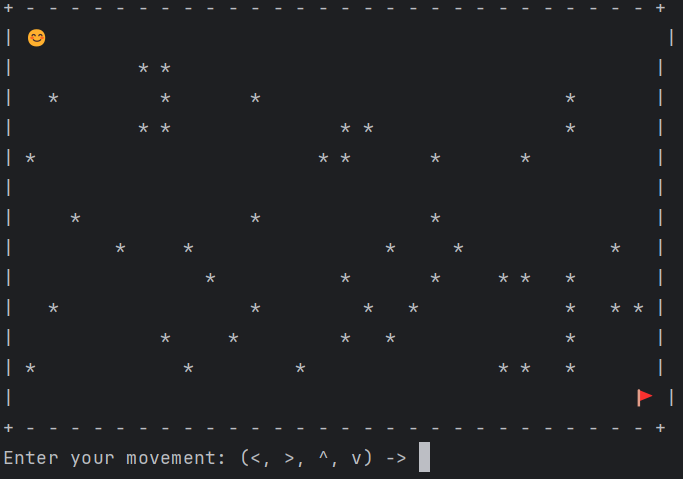 + - - - - - - - - - - - - - - - - - - - - - - - - - - - - +
| 😊                                                       |
|           * *                                           |
|   *         *       *                           *       |
|           * *               * *                 *       |
| *                         * *       *       *           |
|                                                         |
|     *               *               *                   |
|         *     *                 *     *             *   |
|                 *           *       *     * *   *       |
|   *                 *         *   *             *   * * |
|             *     *         *   *               *       |
| *             *         *                 * *   *       |
|                                                       🚩 |
+ - - - - - - - - - - - - - - - - - - - - - - - - - - - - +
Enter your movement: (<, >, ^, v) ->